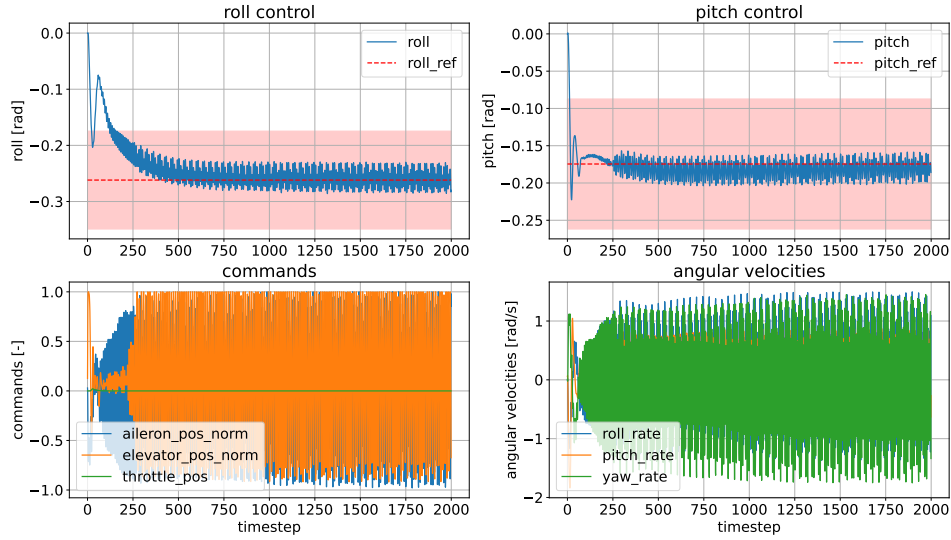 roll control
roll [rad]
0.0
−0.1
−0.2
−0.3
roll
roll_ref
0 250 500 750 1000 1250 1500 1750 2000
pitch control
pitch [rad]
0.00
−0.05
−0.10
−0.15
−0.20
−0.25
pitch
pitch_ref
0 250 500 750 1000 1250 1500 1750 2000
commands
commands [-]
1.0
0.5
0.0
−0.5
−1.0
aileron_pos_norm
elevator_pos_norm
throttle_pos
0 250 500 750 1000 1250 1500 1750 2000
timestep
angular velocities
angular velocities [rad/s]
1
0
−1
−2
roll_rate
pitch_rate
yaw_rate
0 250 500 750 1000 1250 1500 1750 2000
timestep